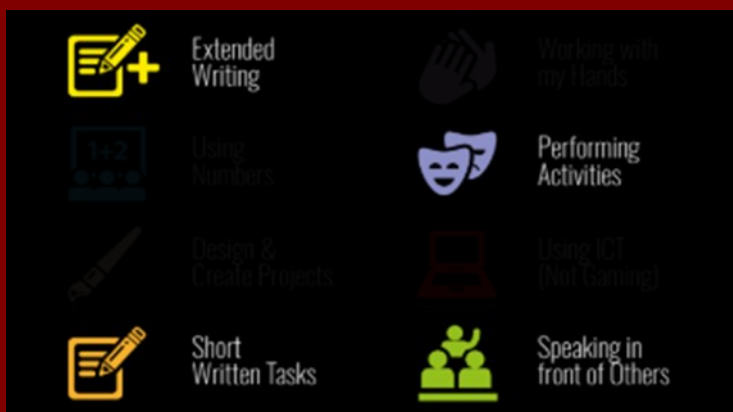 Extended
Writing
Working with
my Hands
1+2
Using
Numbers
Performing
Activities
Design &
Create Projects
Using ICT
(Not Gaming)
Short
Written Tasks
Speaking in
front of Others